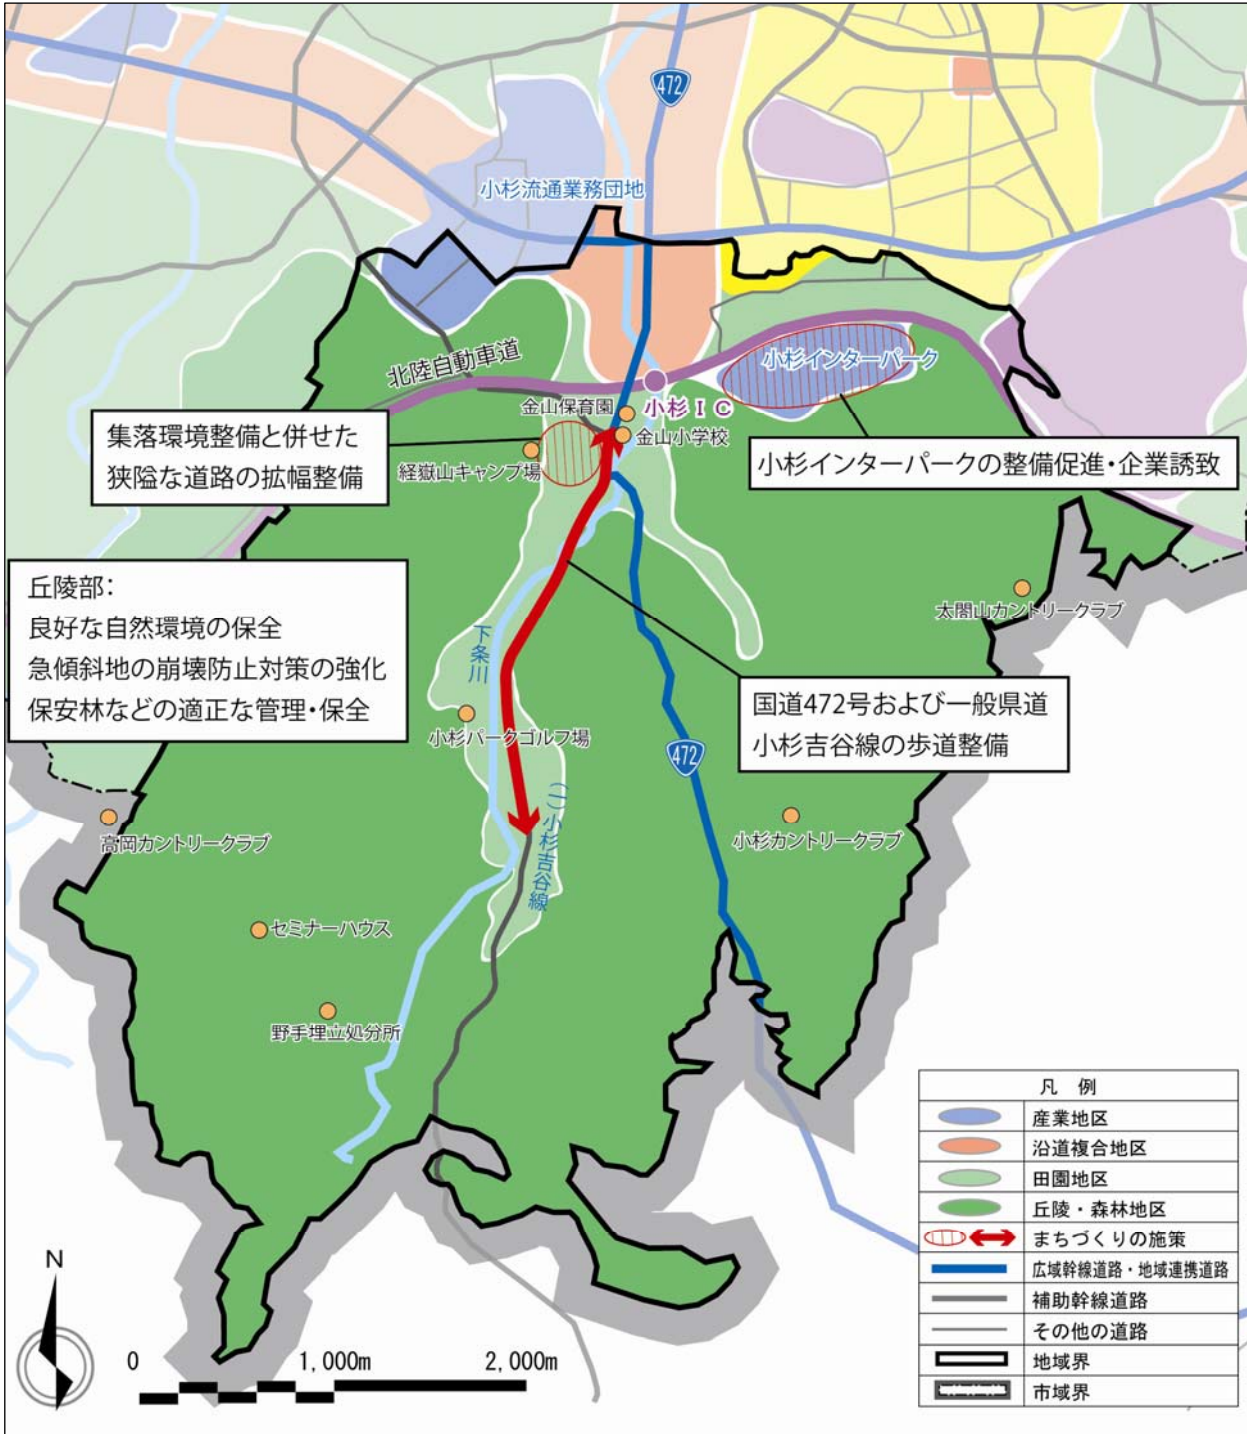 472
小杉流通業務団地
北陸自動車道
小杉インターパーク
金山保育園
小杉ＩＣ
金山小学校
経嶽山キャンプ場
集落環境整備と併せた
狭隘な道路の拡幅整備
小杉インターパークの整備促進・企業誘致
丘陵部：
良好な自然環境の保全
急傾斜地の崩壊防止対策の強化
保安林などの適正な管理・保全
太閤山カントリークラブ
下条川
国道472号および一般県道
小杉吉谷線の歩道整備
小杉パークゴルフ場
472
(一)小杉吉谷線
高岡カントリークラブ
小杉カントリークラブ
セミナーハウス
野手埋立処分所
凡 例
産業地区
沿道複合地区
田園地区
丘陵・森林地区
まちづくりの施策
広域幹線道路・地域連携道路
補助幹線道路
その他の道路
地域界
市域界
N
0 1,000m 2,000m